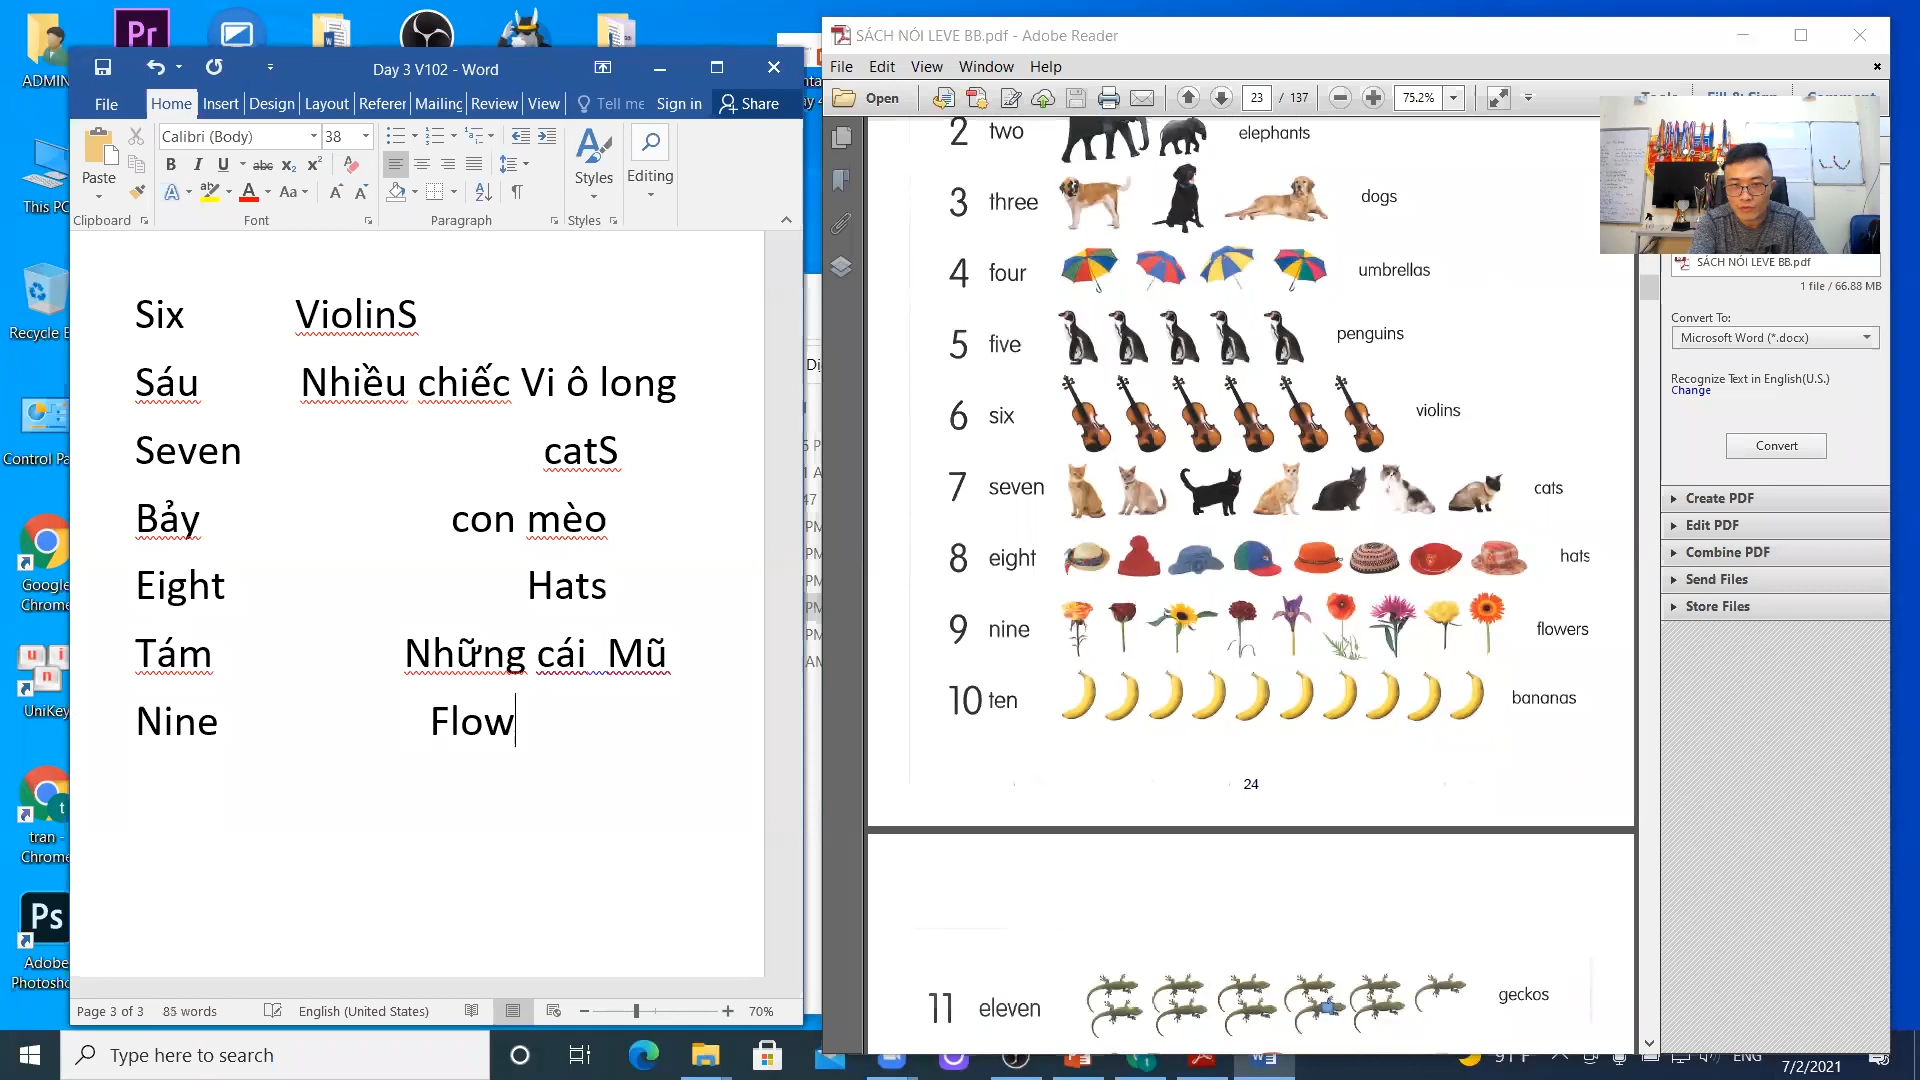 ADMIN
This PC
Recycle B
Control Pa
Google
Chrome
UniKey
tran -
Chrome
Adobe
Photosho
Day 3 V102 - Word
File Home Insert Design Layout Referer Mailing Review View Tell me Sign in Share
Calibri (Body) 38
Paste
Styles
Editing
Clipboard Font Paragraph Styles
Six ViolinS
Sáu Nhiều chiếc Vi ô long
Seven catS
Bảy con mèo
Eight Hats
Tám Những cái Mũ
Nine Flow
Page 3 of 3 85 words English (United States) 70%
SÁCH NÓI LEVE BB.pdf - Adobe Reader
File Edit View Window Help
Open 23 / 137 75.2%
Tools Fill & Sign Comment
2 two elephants
3 three dogs
4 four umbrellas
5 five penguins
6 six violins
7 seven cats
8 eight hats
9 nine flowers
10 ten bananas
24
11 eleven geckos
SÁCH NÓI LEVE BB.pdf
1 file / 66.88 MB
Convert To:
Microsoft Word (*.docx)
Recognize Text in English(U.S.)
Change
Convert
Create PDF
Edit PDF
Combine PDF
Send Files
Store Files
Type here to search
91°F ENG
7/2/2021